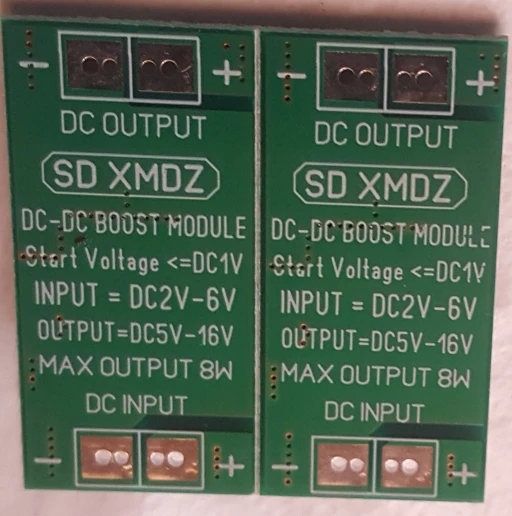 - +
DC OUTPUT
SD XMDZ
DC-DC BOOST MODULE
Start Voltage <=DC1V
INPUT = DC2V-6V
OUTPUT=DC5V-16V
MAX OUTPUT 8W
DC INPUT
- +
- +
DC OUTPUT
SD XMDZ
DC-DC BOOST MODULE
Start Voltage <=DC1V
INPUT = DC2V-6V
OUTPUT=DC5V-16V
MAX OUTPUT 8W
DC INPUT
- +